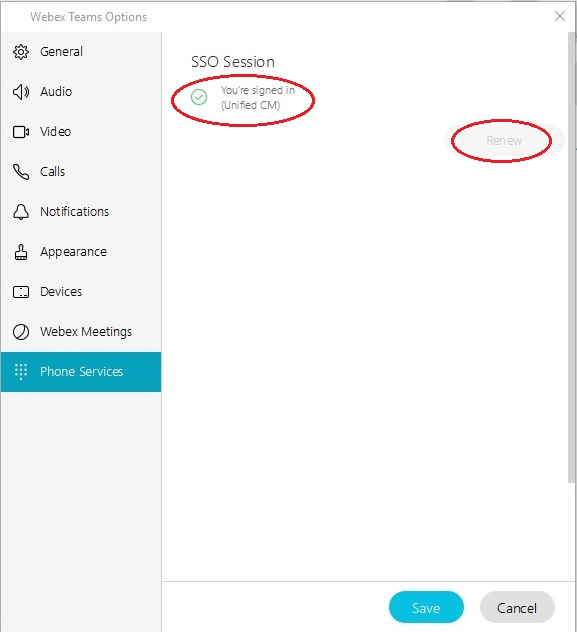 Webex Teams Options
General
Audio
Video
Calls
Notifications
Appearance
Devices
Webex Meetings
Phone Services
SSO Session
You're signed in
(Unified CM)
Renew
Save
Cancel